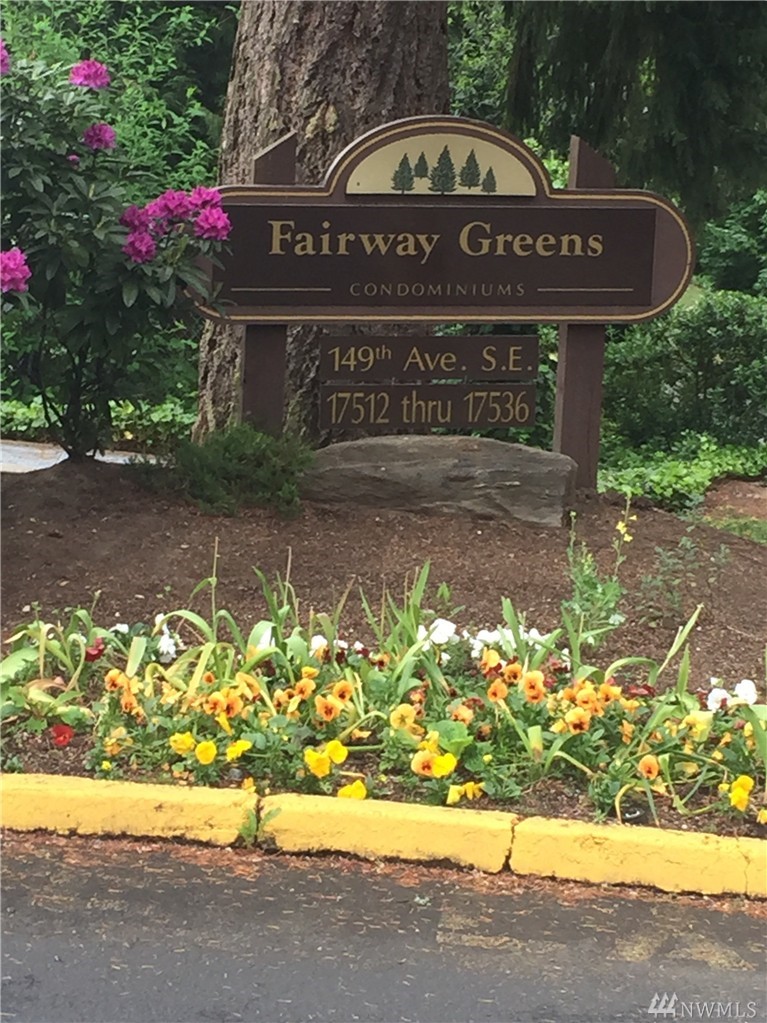 Fairway Greens
CONDOMINIUMS
149th Ave. S.E.
17512 thru 17536
NWMLS